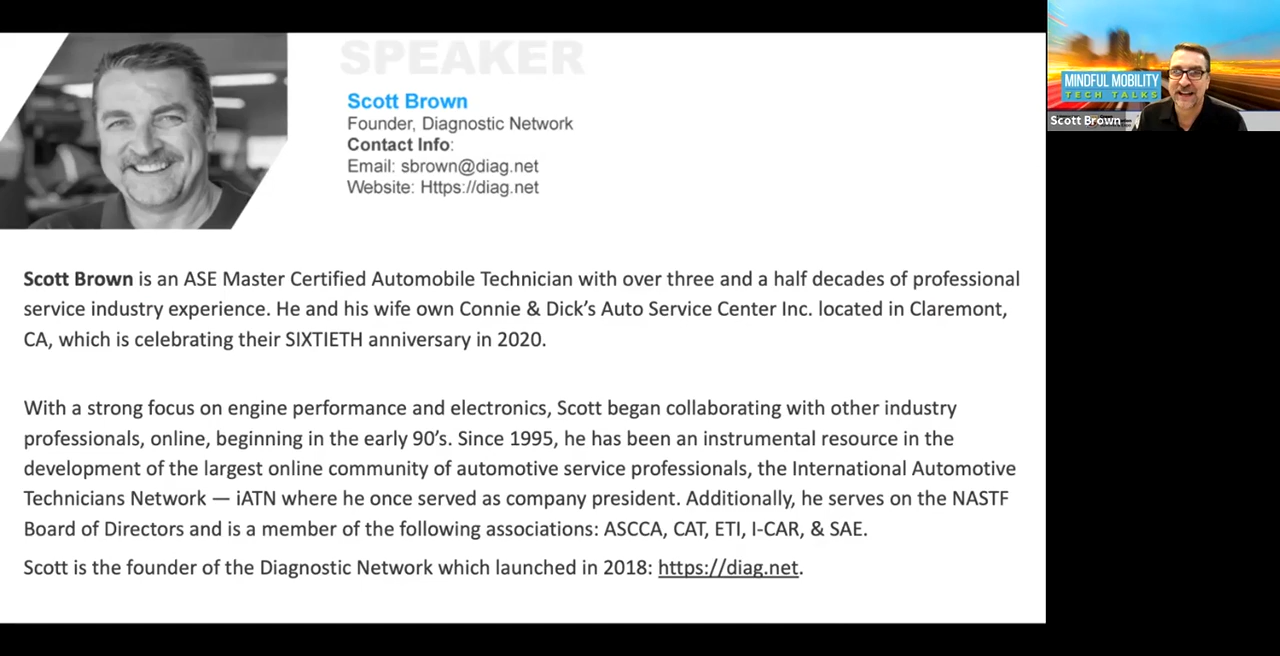 SPEAKER
Scott Brown
Founder, Diagnostic Network
Contact Info:
Email: sbrown@diag.net
Website: Https://diag.net
Scott Brown is an ASE Master Certified Automobile Technician with over three and a half decades of professional
service industry experience. He and his wife own Connie & Dick's Auto Service Center Inc. located in Claremont,
CA, which is celebrating their SIXTIETH anniversary in 2020.
With a strong focus on engine performance and electronics, Scott began collaborating with other industry
professionals, online, beginning in the early 90's. Since 1995, he has been an instrumental resource in the
development of the largest online community of automotive service professionals, the International Automotive
Technicians Network — iATN where he once served as company president. Additionally, he serves on the NASTF
Board of Directors and is a member of the following associations: ASCCA, CAT, ETI, I-CAR, & SAE.
Scott is the founder of the Diagnostic Network which launched in 2018: https://diag.net.
MINDFUL MOBILITY
TECH TALKS
Scott Brown